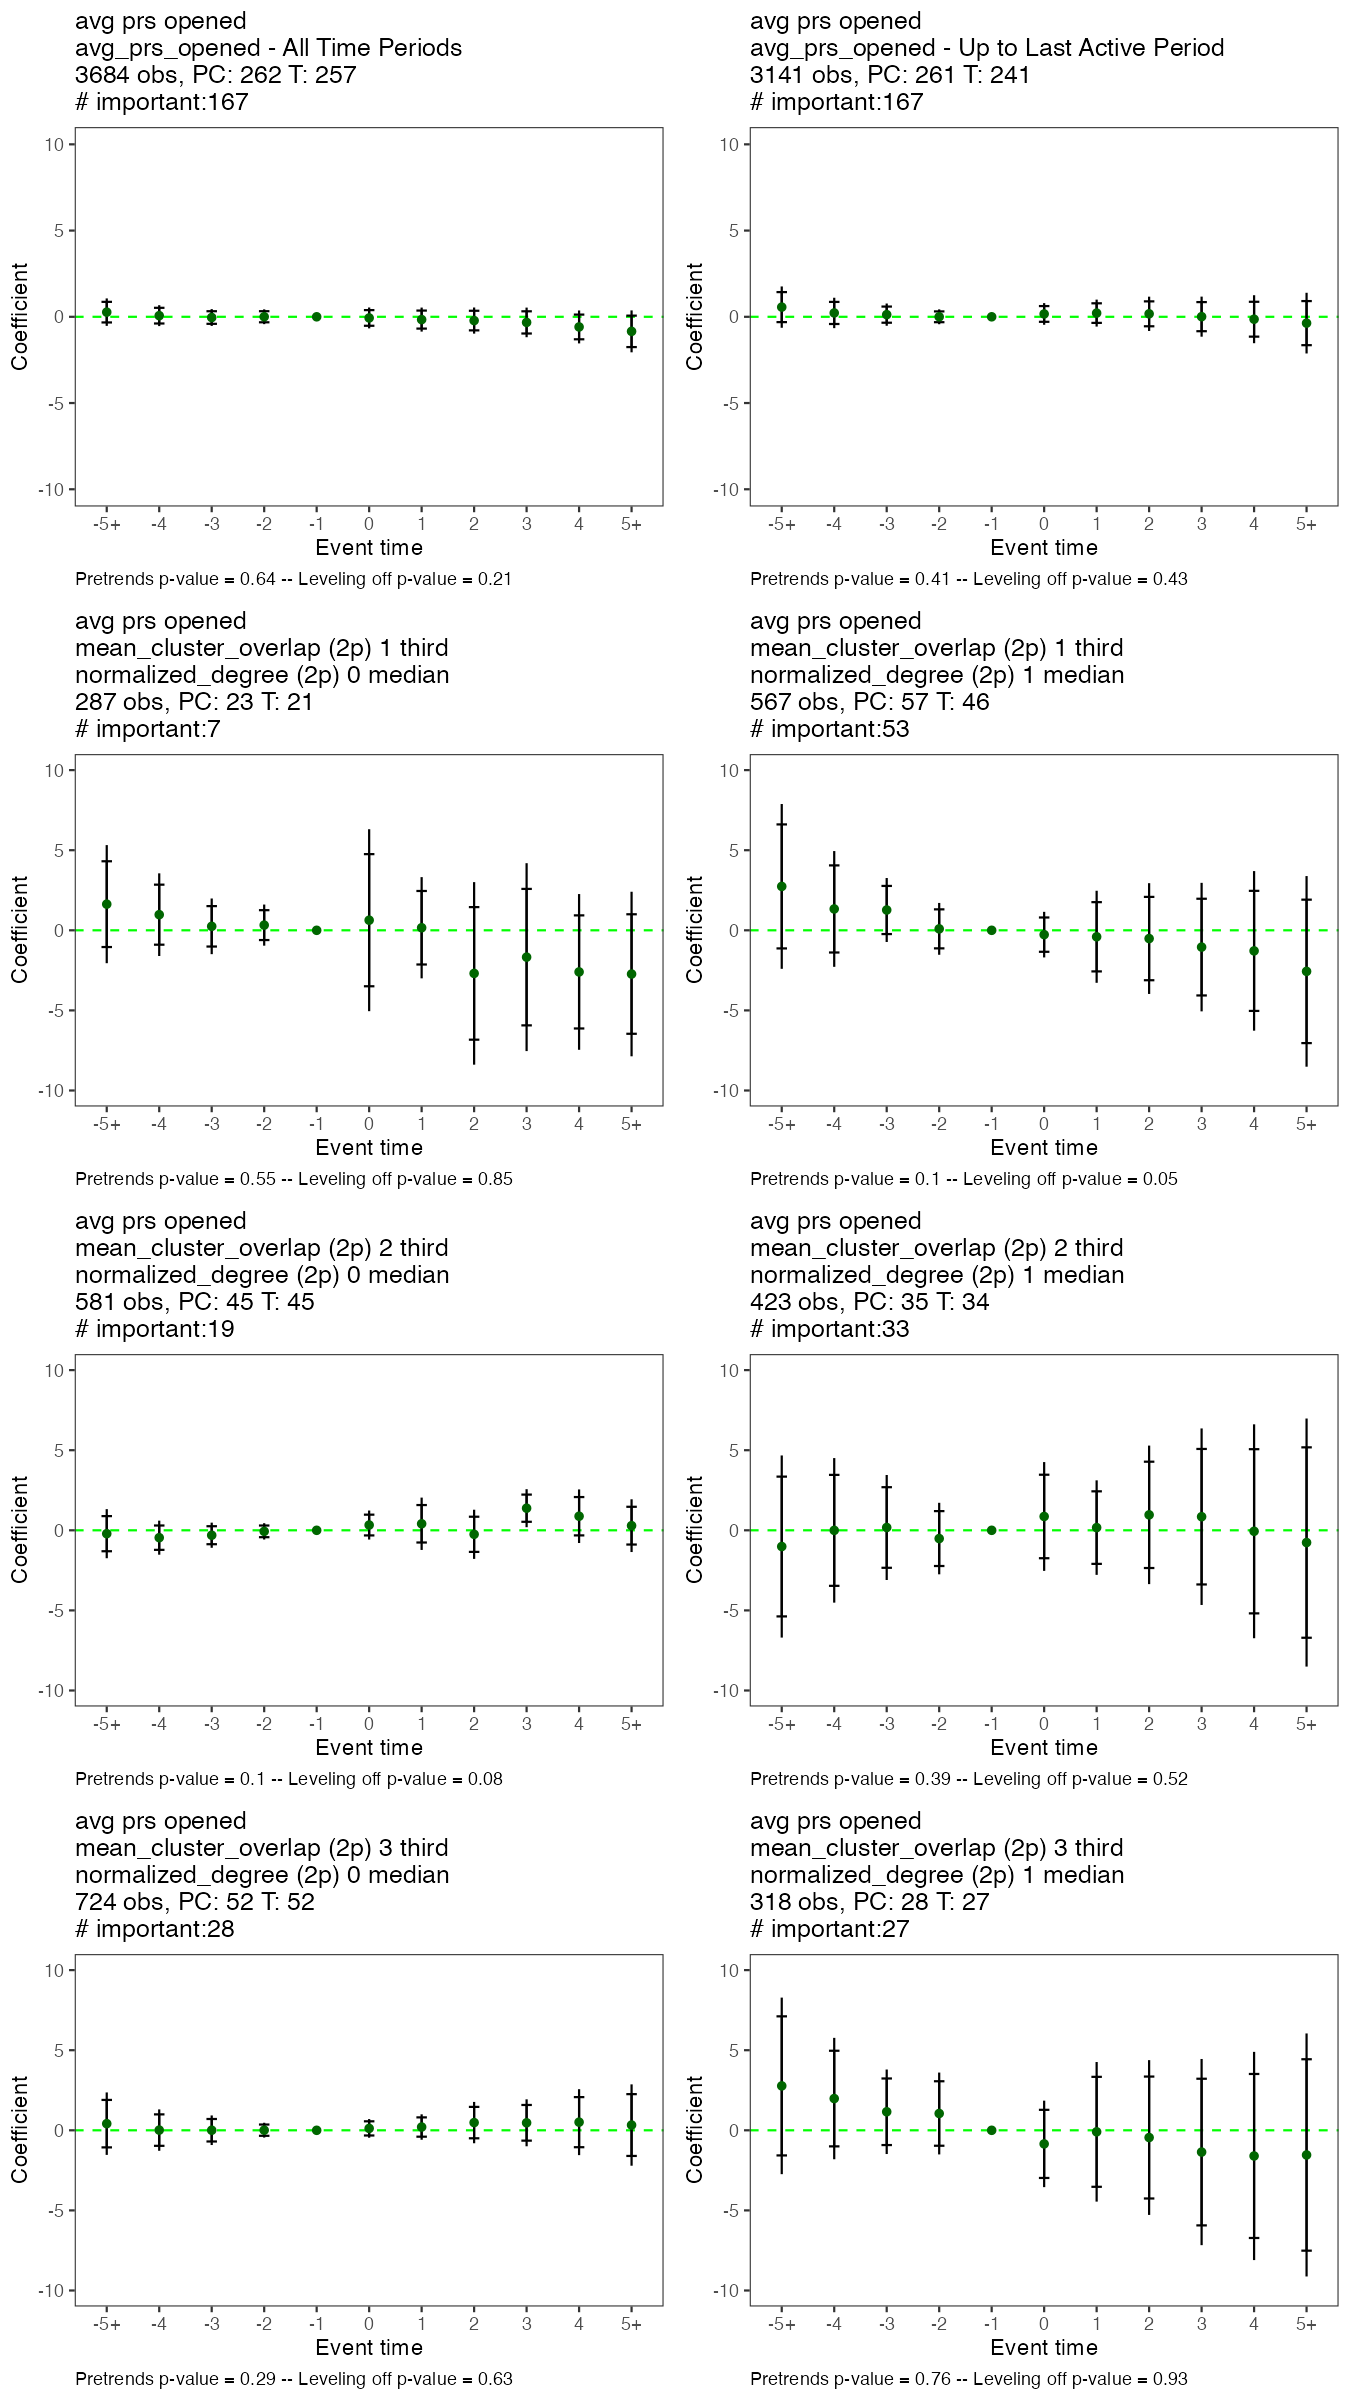 avg prs opened
avg_prs_opened - All Time Periods
3684 obs, PC: 262 T: 257
# important:167
10
5
0
-5
-10
Coefficient
-5+ -4 -3 -2 -1 0 1 2 3 4 5+
Event time
Pretrends p-value = 0.64 -- Leveling off p-value = 0.21
avg prs opened
avg_prs_opened - Up to Last Active Period
3141 obs, PC: 261 T: 241
# important:167
10
5
0
-5
-10
Coefficient
-5+ -4 -3 -2 -1 0 1 2 3 4 5+
Event time
Pretrends p-value = 0.41 -- Leveling off p-value = 0.43
avg prs opened
mean_cluster_overlap (2p) 1 third
normalized_degree (2p) 0 median
287 obs, PC: 23 T: 21
# important:7
10
5
0
-5
-10
Coefficient
-5+ -4 -3 -2 -1 0 1 2 3 4 5+
Event time
Pretrends p-value = 0.55 -- Leveling off p-value = 0.85
avg prs opened
mean_cluster_overlap (2p) 1 third
normalized_degree (2p) 1 median
567 obs, PC: 57 T: 46
# important:53
10
5
0
-5
-10
Coefficient
-5+ -4 -3 -2 -1 0 1 2 3 4 5+
Event time
Pretrends p-value = 0.1 -- Leveling off p-value = 0.05
avg prs opened
mean_cluster_overlap (2p) 2 third
normalized_degree (2p) 0 median
581 obs, PC: 45 T: 45
# important:19
10
5
0
-5
-10
Coefficient
-5+ -4 -3 -2 -1 0 1 2 3 4 5+
Event time
Pretrends p-value = 0.1 -- Leveling off p-value = 0.08
avg prs opened
mean_cluster_overlap (2p) 2 third
normalized_degree (2p) 1 median
423 obs, PC: 35 T: 34
# important:33
10
5
0
-5
-10
Coefficient
-5+ -4 -3 -2 -1 0 1 2 3 4 5+
Event time
Pretrends p-value = 0.39 -- Leveling off p-value = 0.52
avg prs opened
mean_cluster_overlap (2p) 3 third
normalized_degree (2p) 0 median
724 obs, PC: 52 T: 52
# important:28
10
5
0
-5
-10
Coefficient
-5+ -4 -3 -2 -1 0 1 2 3 4 5+
Event time
Pretrends p-value = 0.29 -- Leveling off p-value = 0.63
avg prs opened
mean_cluster_overlap (2p) 3 third
normalized_degree (2p) 1 median
318 obs, PC: 28 T: 27
# important:27
10
5
0
-5
-10
Coefficient
-5+ -4 -3 -2 -1 0 1 2 3 4 5+
Event time
Pretrends p-value = 0.76 -- Leveling off p-value = 0.93